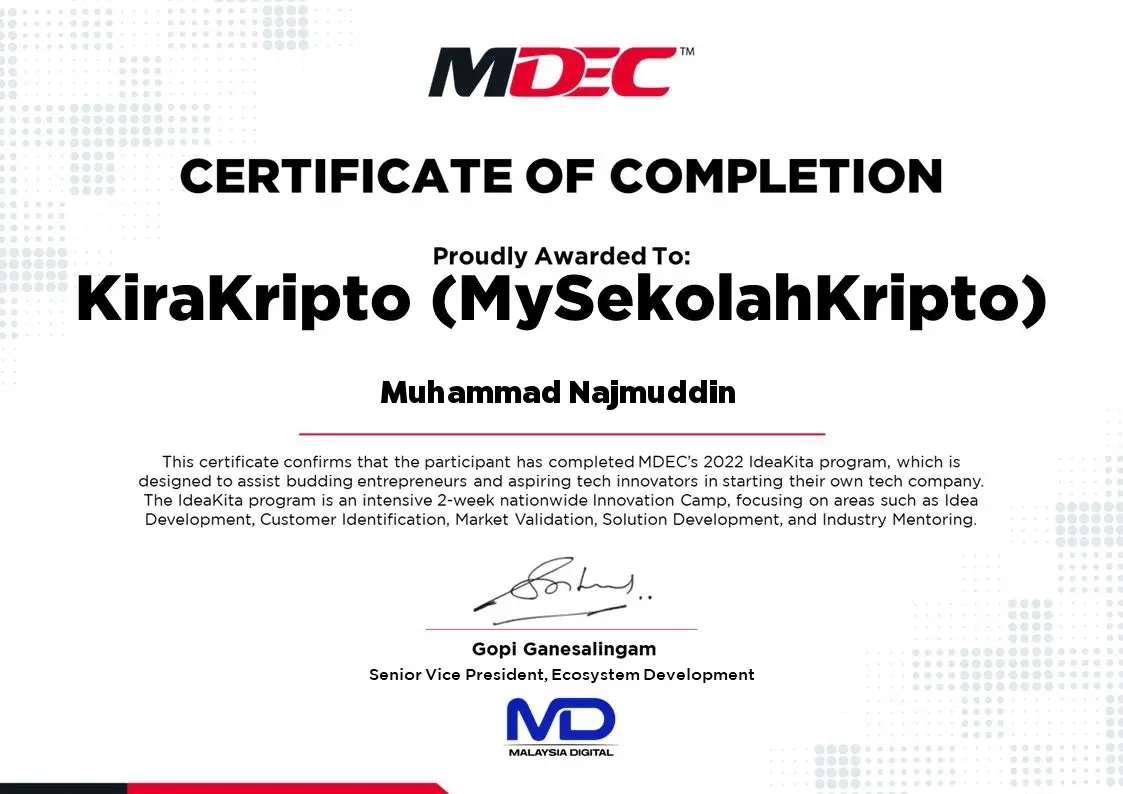 MDEC™
CERTIFICATE OF COMPLETION
Proudly Awarded To:
KiraKripto (MySekolahKripto)
Muhammad Najmuddin
This certificate confirms that the participant has completed MDEC’s 2022 IdeaKita program, which is
designed to assist budding entrepreneurs and aspiring tech innovators in starting their own tech company.
The IdeaKita program is an intensive 2-week nationwide Innovation Camp, focusing on areas such as Idea
Development, Customer Identification, Market Validation, Solution Development, and Industry Mentoring.
Gopi Ganesalingam
Senior Vice President, Ecosystem Development
MD
MALAYSIA DIGITAL